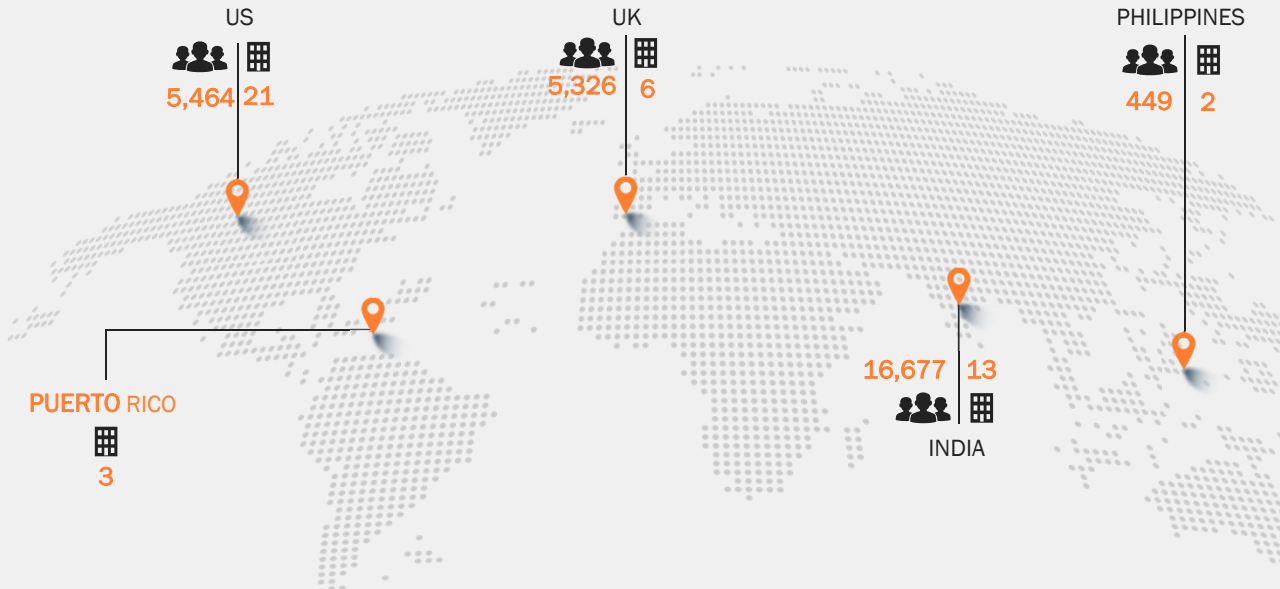 US
5,464 21
UK
5,326 6
PHILIPPINES
449 2
PUERTO RICO
3
16,677 13
INDIA